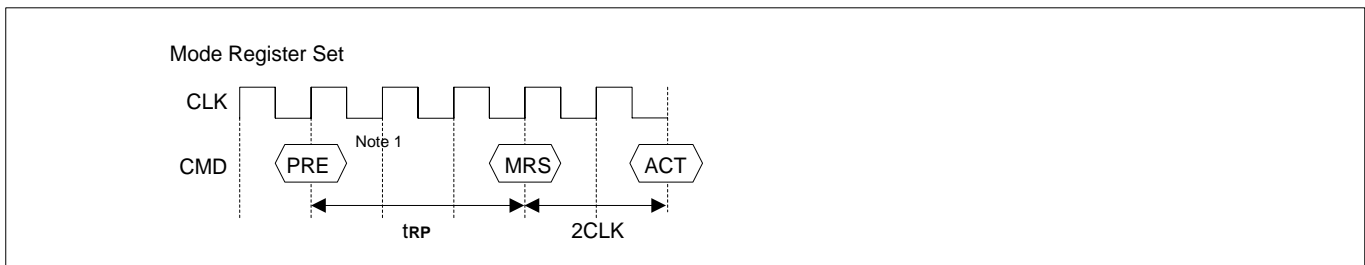 Mode Register Set
CLK
Note 1
CMD PRE MRS ACT
tRP 2CLK